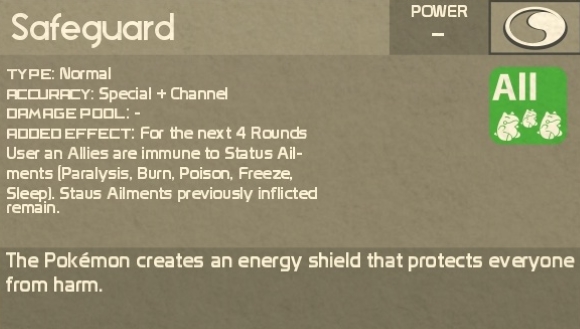 Safeguard
POWER
–
TYPE: Normal
ACCURACY: Special + Channel
DAMAGE POOL: -
ADDED EFFECT: For the next 4 Rounds
User an Allies are immune to Status Ail-
ments (Paralysis, Burn, Poison, Freeze,
Sleep). Staus Ailments previously inflicted
remain.
All
The Pokémon creates an energy shield that protects everyone
from harm.